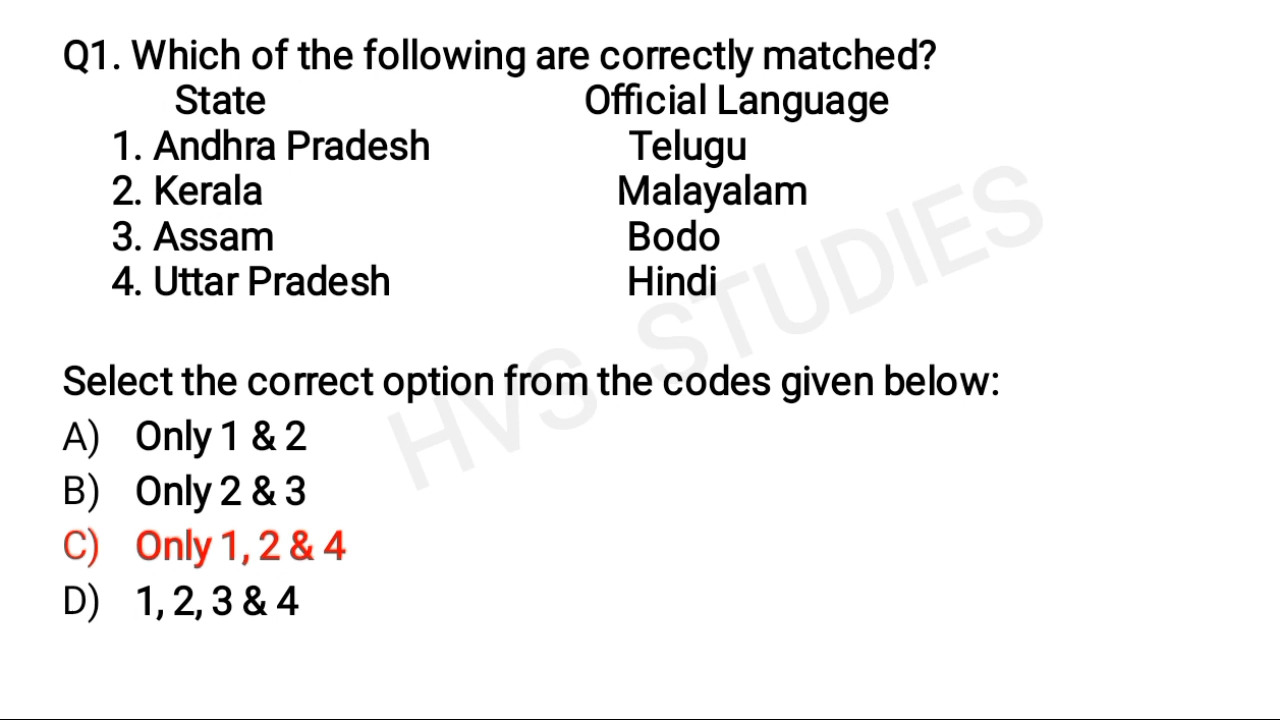 Q1. Which of the following are correctly matched?
State Official Language
1. Andhra Pradesh Telugu
2. Kerala Malayalam
3. Assam Bodo
4. Uttar Pradesh Hindi
HVS STUDIES
Select the correct option from the codes given below:
A) Only 1 & 2
B) Only 2 & 3
C) Only 1, 2 & 4
D) 1, 2, 3 & 4